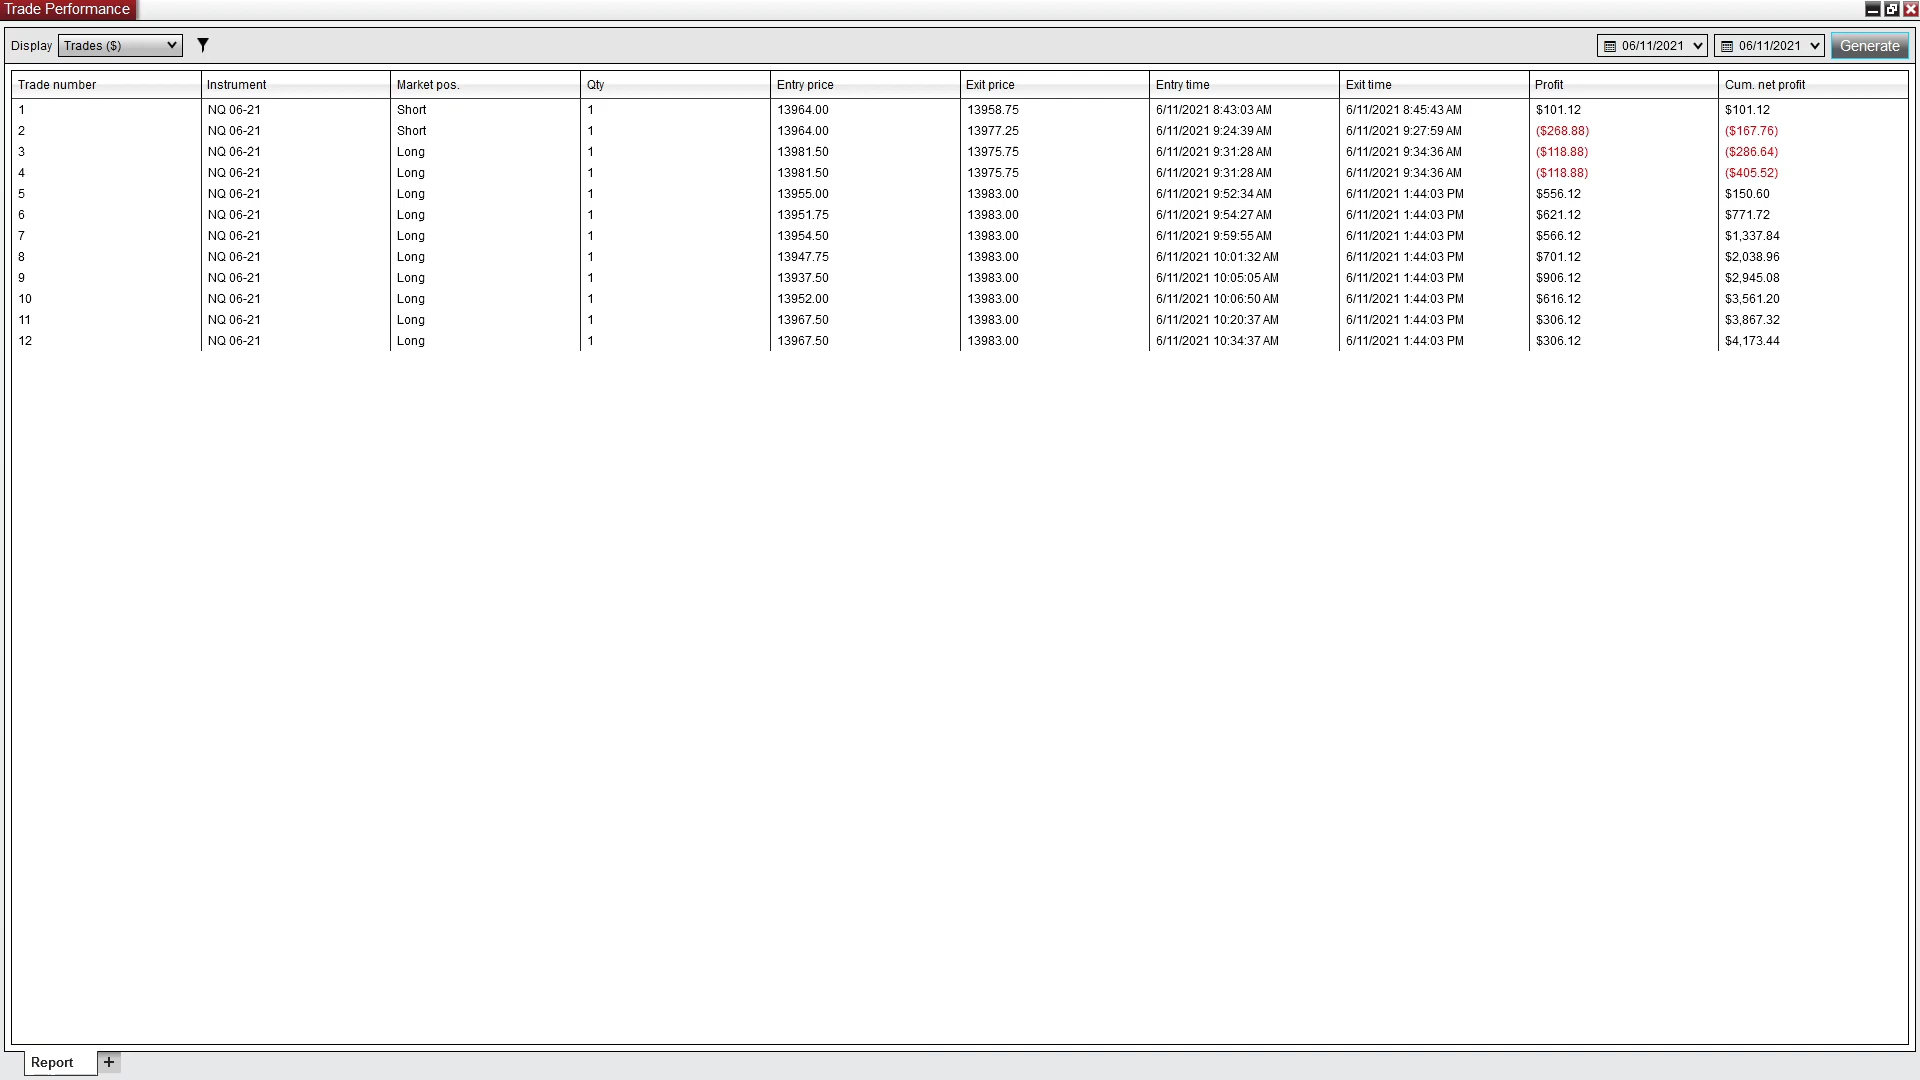 Trade Performance
Display Trades ($) 06/11/2021 06/11/2021 Generate
Trade number Instrument Market pos. Qty Entry price Exit price Entry time Exit time Profit Cum. net profit
1 NQ 06-21 Short 1 13964.00 13958.75 6/11/2021 8:43:03 AM 6/11/2021 8:45:43 AM $101.12 $101.12
2 NQ 06-21 Short 1 13964.00 13977.25 6/11/2021 9:24:39 AM 6/11/2021 9:27:59 AM ($268.88) ($167.76)
3 NQ 06-21 Long 1 13981.50 13975.75 6/11/2021 9:31:28 AM 6/11/2021 9:34:36 AM ($118.88) ($286.64)
4 NQ 06-21 Long 1 13981.50 13975.75 6/11/2021 9:31:28 AM 6/11/2021 9:34:36 AM ($118.88) ($405.52)
5 NQ 06-21 Long 1 13955.00 13983.00 6/11/2021 9:52:34 AM 6/11/2021 1:44:03 PM $556.12 $150.60
6 NQ 06-21 Long 1 13951.75 13983.00 6/11/2021 9:54:27 AM 6/11/2021 1:44:03 PM $621.12 $771.72
7 NQ 06-21 Long 1 13954.50 13983.00 6/11/2021 9:59:55 AM 6/11/2021 1:44:03 PM $566.12 $1,337.84
8 NQ 06-21 Long 1 13947.75 13983.00 6/11/2021 10:01:32 AM 6/11/2021 1:44:03 PM $701.12 $2,038.96
9 NQ 06-21 Long 1 13937.50 13983.00 6/11/2021 10:05:05 AM 6/11/2021 1:44:03 PM $906.12 $2,945.08
10 NQ 06-21 Long 1 13952.00 13983.00 6/11/2021 10:06:50 AM 6/11/2021 1:44:03 PM $616.12 $3,561.20
11 NQ 06-21 Long 1 13967.50 13983.00 6/11/2021 10:20:37 AM 6/11/2021 1:44:03 PM $306.12 $3,867.32
12 NQ 06-21 Long 1 13967.50 13983.00 6/11/2021 10:34:37 AM 6/11/2021 1:44:03 PM $306.12 $4,173.44
Report +